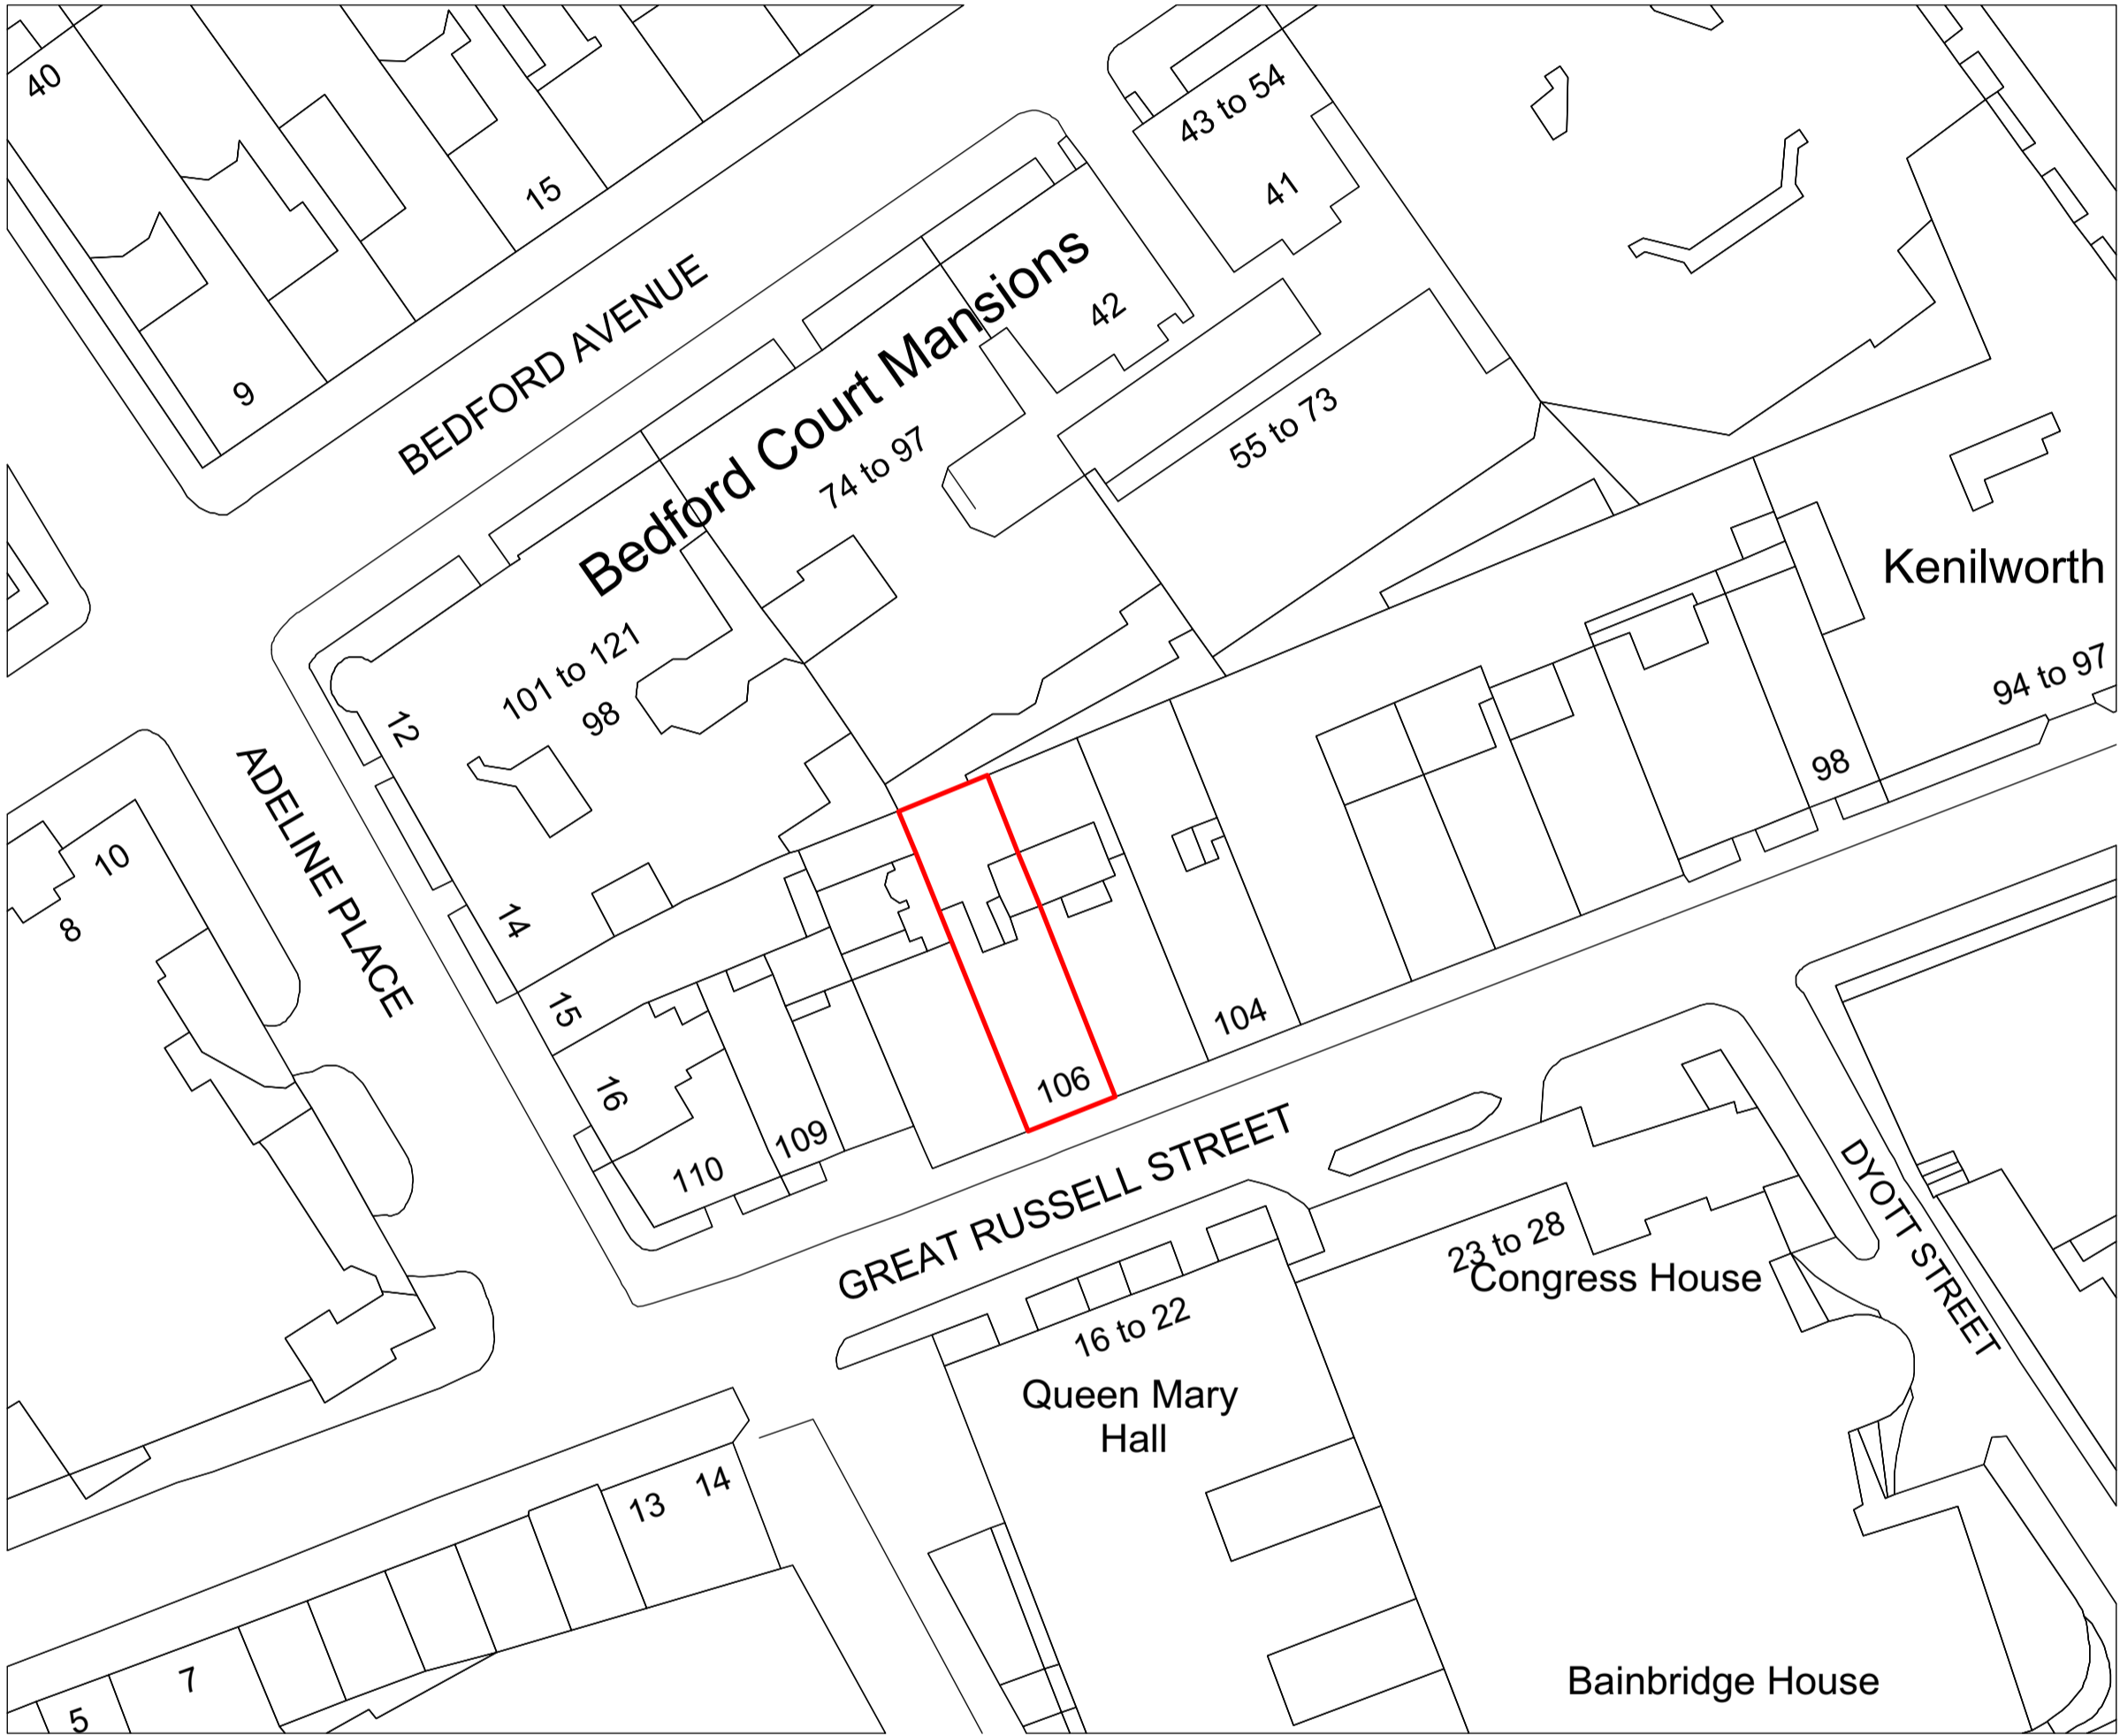 40
15
9
BEDFORD AVENUE
43 to 54
41
Bedford Court Mansions
42
74 to 97
55 to 73
Kenilworth
101 to 121
98
12
94 to 97
98
ADELINE PLACE
10
8
14
15
16
104
106
109
110
GREAT RUSSELL STREET
DYOTT STREET
23 to 28
Congress House
16 to 22
Queen Mary
Hall
14
13
7
5
Bainbridge House